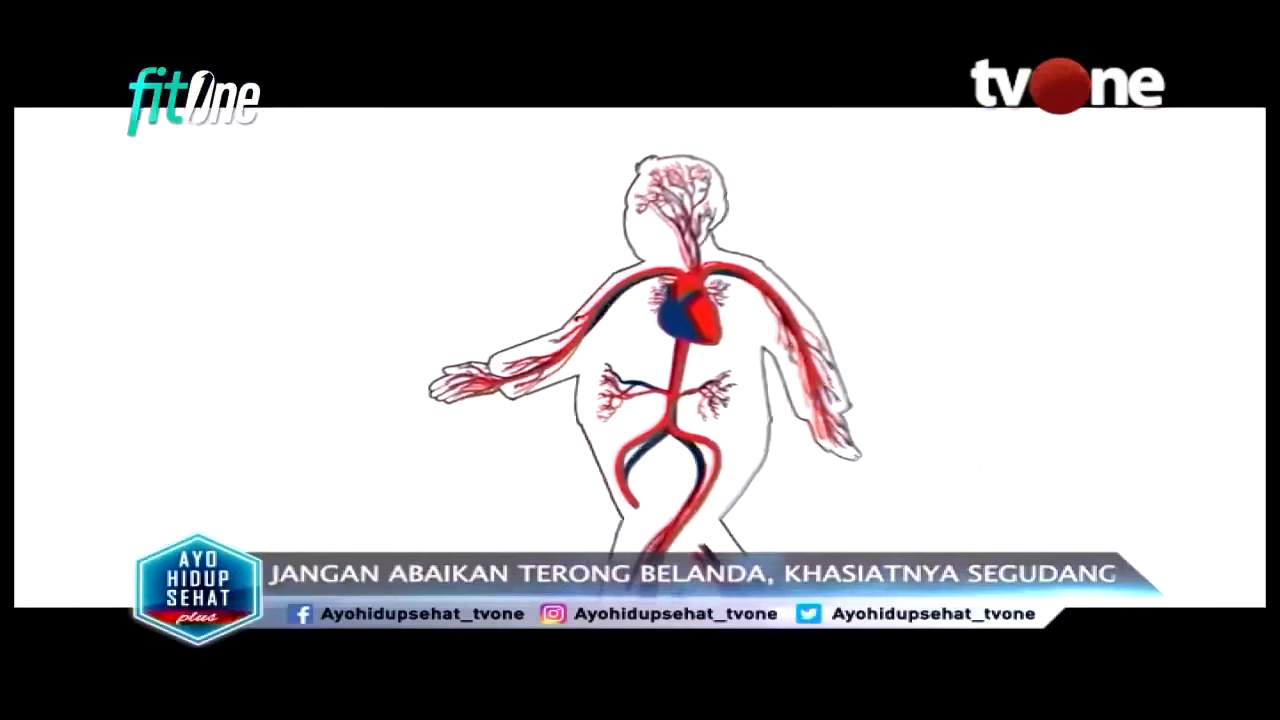 fitOne
tvOne
AYO
HIDUP
SEHAT
plus
JANGAN ABAIKAN TERONG BELANDA, KHASIATNYA SEGUDANG
Ayohidupsehat_tvone Ayohidupsehat_tvone Ayohidupsehat_tvone